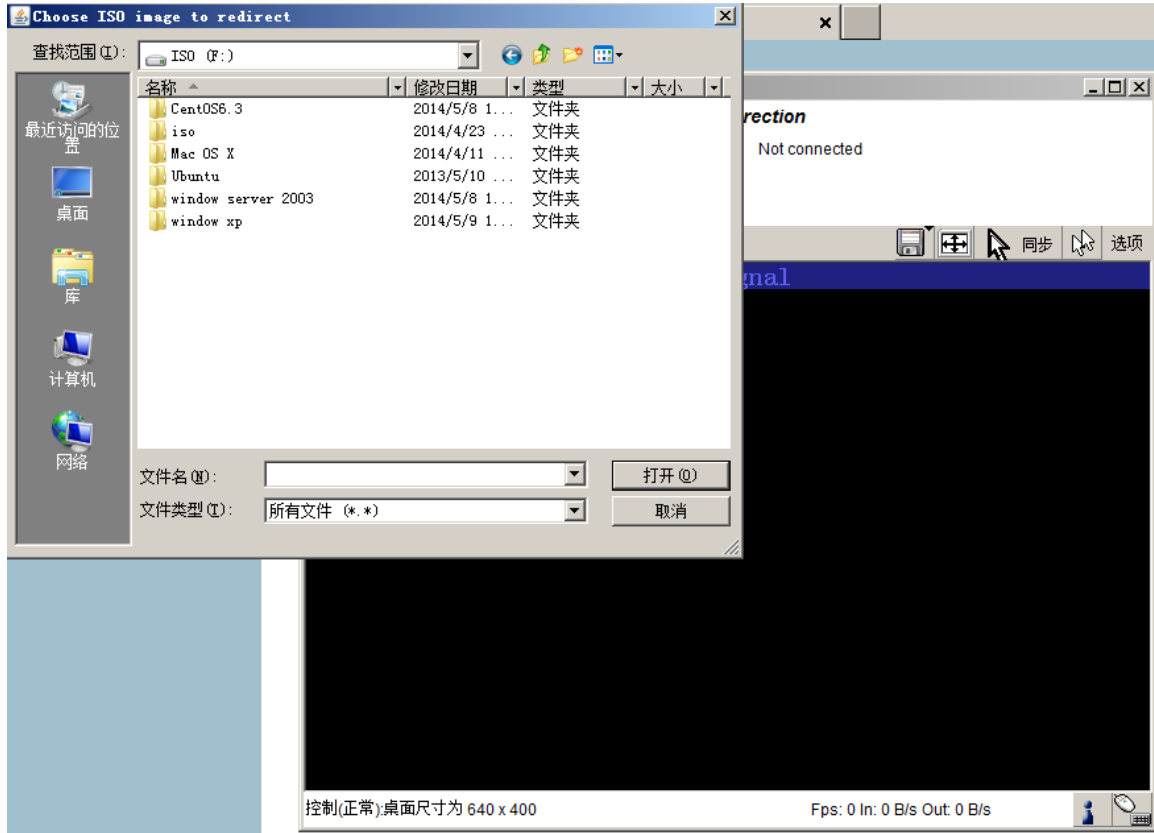 Choose ISO image to redirect
查找范围(I):
ISO (F:)
名称
修改日期
类型
大小
CentOS6.3
2014/5/8 1...
文件夹
iso
2014/4/23 ...
文件夹
Mac OS X
2014/4/11 ...
文件夹
Ubuntu
2013/5/10 ...
文件夹
window server 2003
2014/5/8 1...
文件夹
window xp
2014/5/9 1...
文件夹
最近访问的位
置
桌面
库
计算机
网络
文件名(N):
打开(O)
文件类型(T):
所有文件 (*.*)
取消
rection
Not connected
同步
选项
gnal
控制(正常):桌面尺寸为 640 x 400
Fps: 0 In: 0 B/s Out: 0 B/s